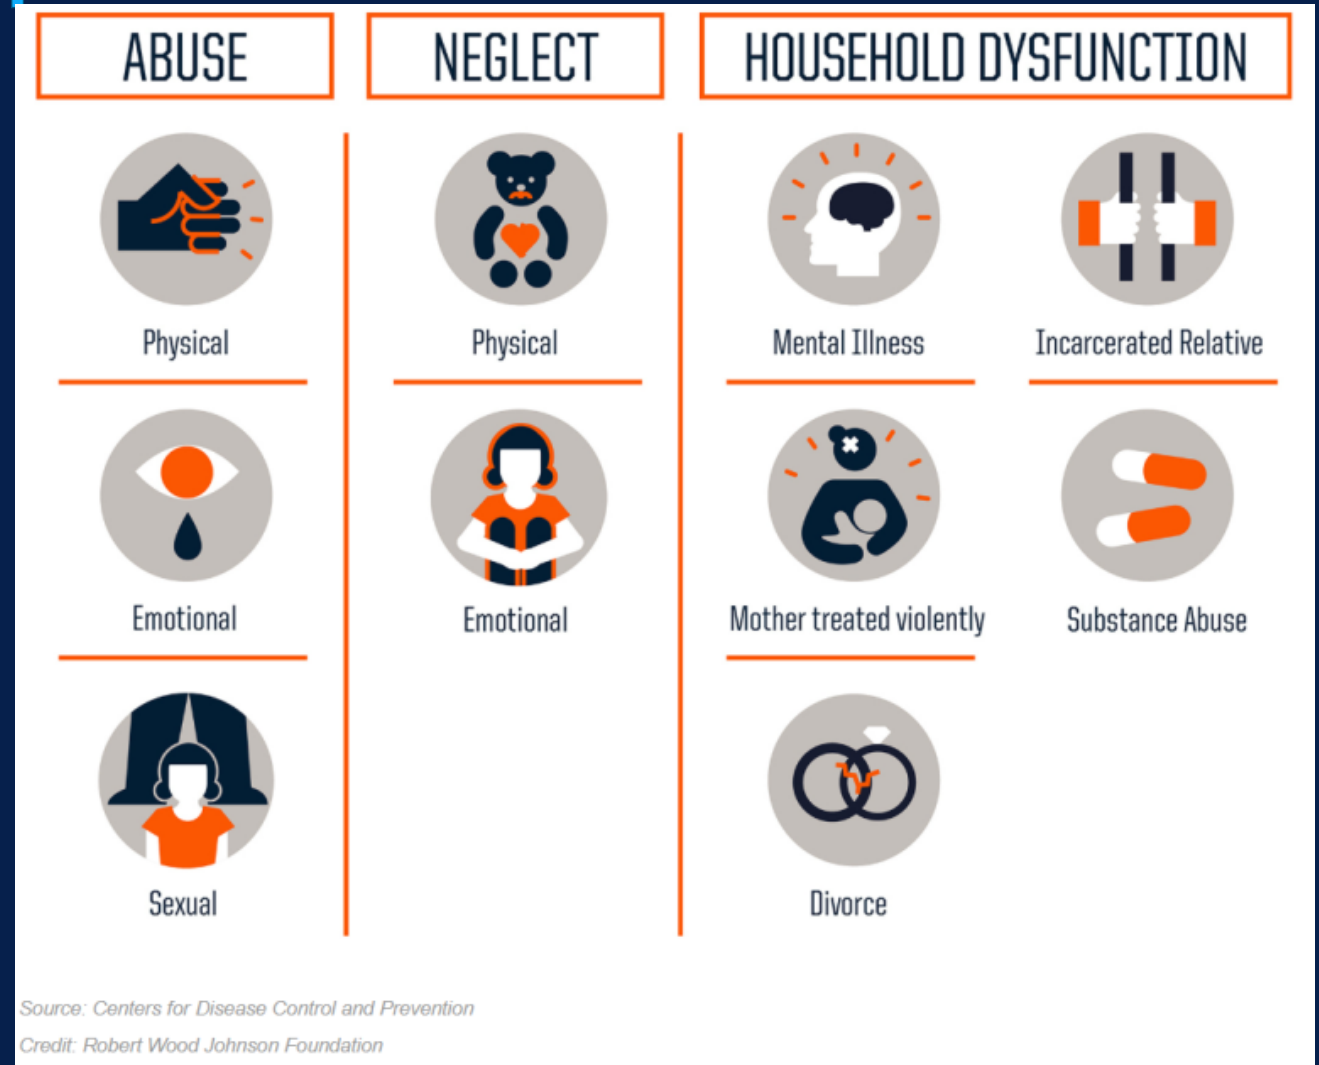 ABUSE
NEGLECT
HOUSEHOLD DYSFUNCTION
Physical
Physical
Mental Illness
Incarcerated Relative
Emotional
Emotional
Mother treated violently
Substance Abuse
Sexual
Divorce
Source: Centers for Disease Control and Prevention
Credit: Robert Wood Johnson Foundation